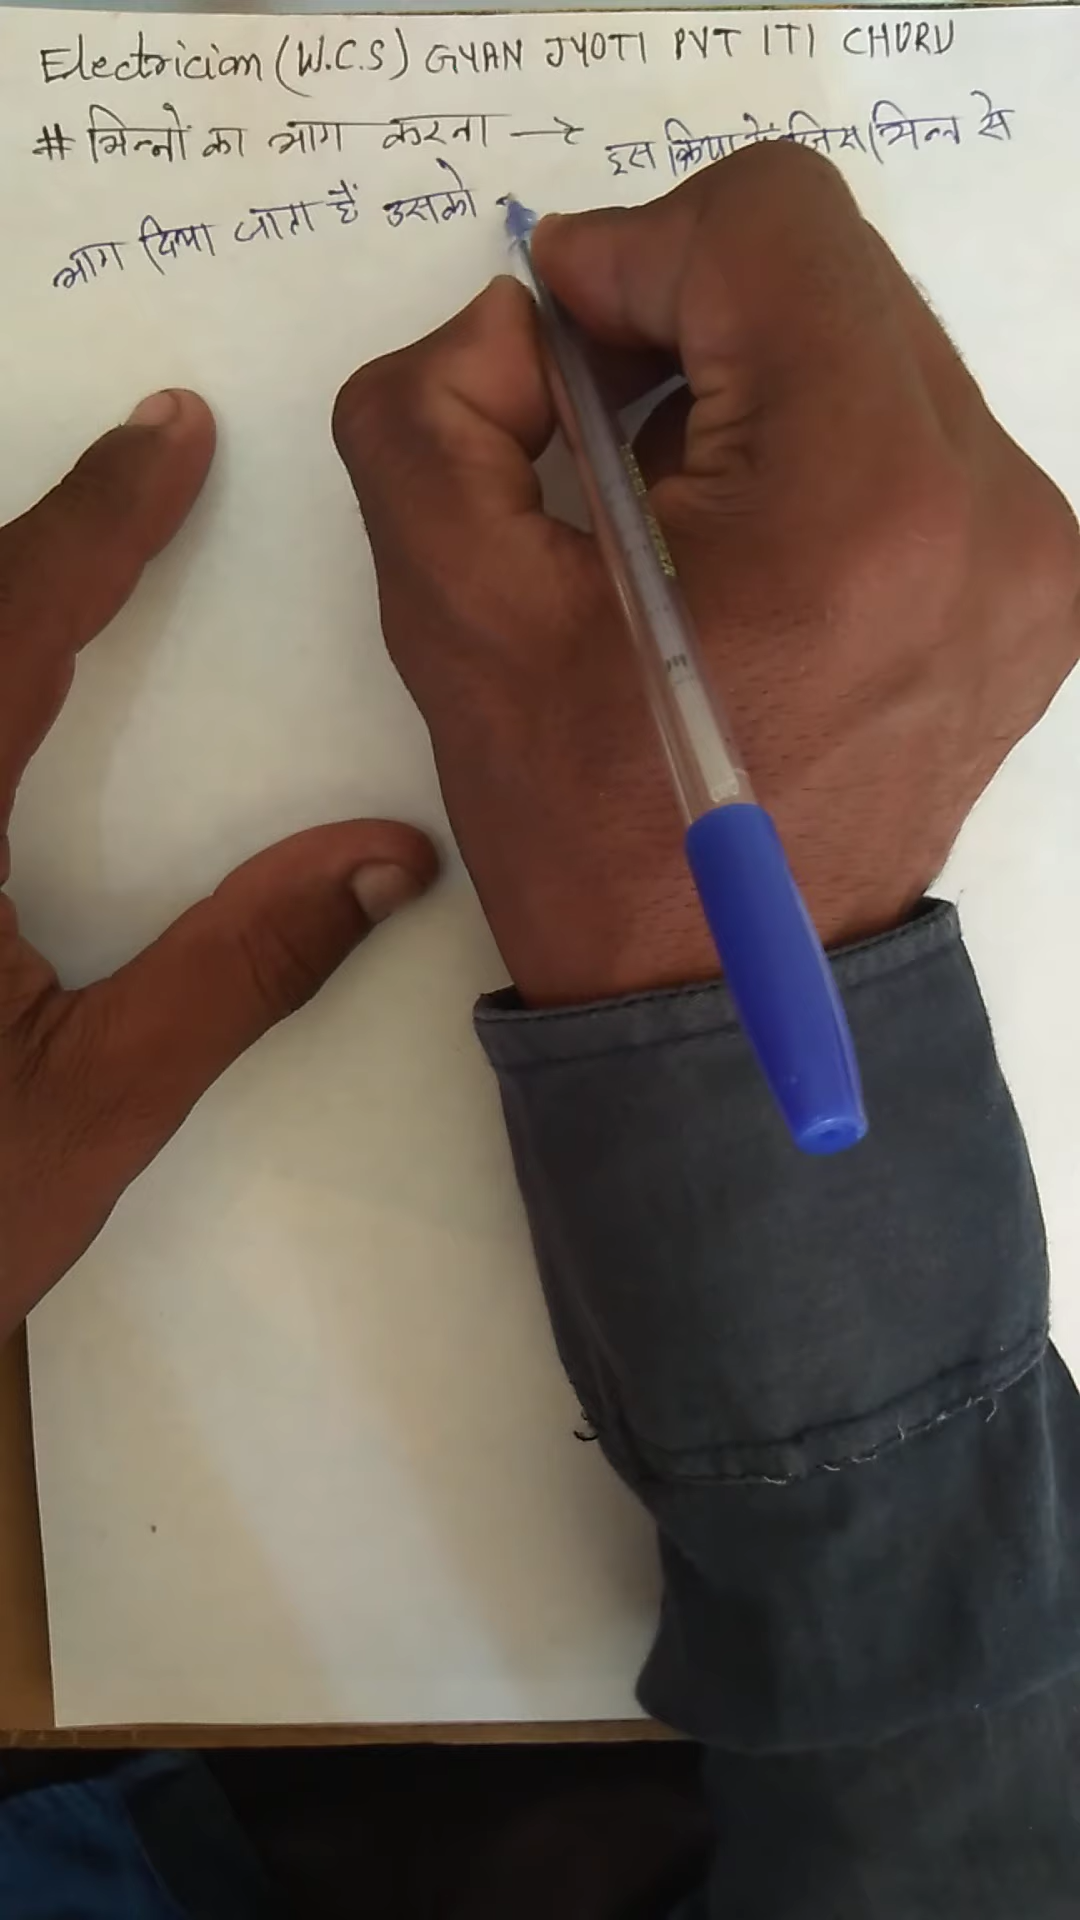 Electrician (W.C.S) GYAN JYOTI PVT ITI CHURU
# भिन्नों का भाग करना → इस क्रिया में जिस भिन्न से
भाग दिया जाता हैं उसको